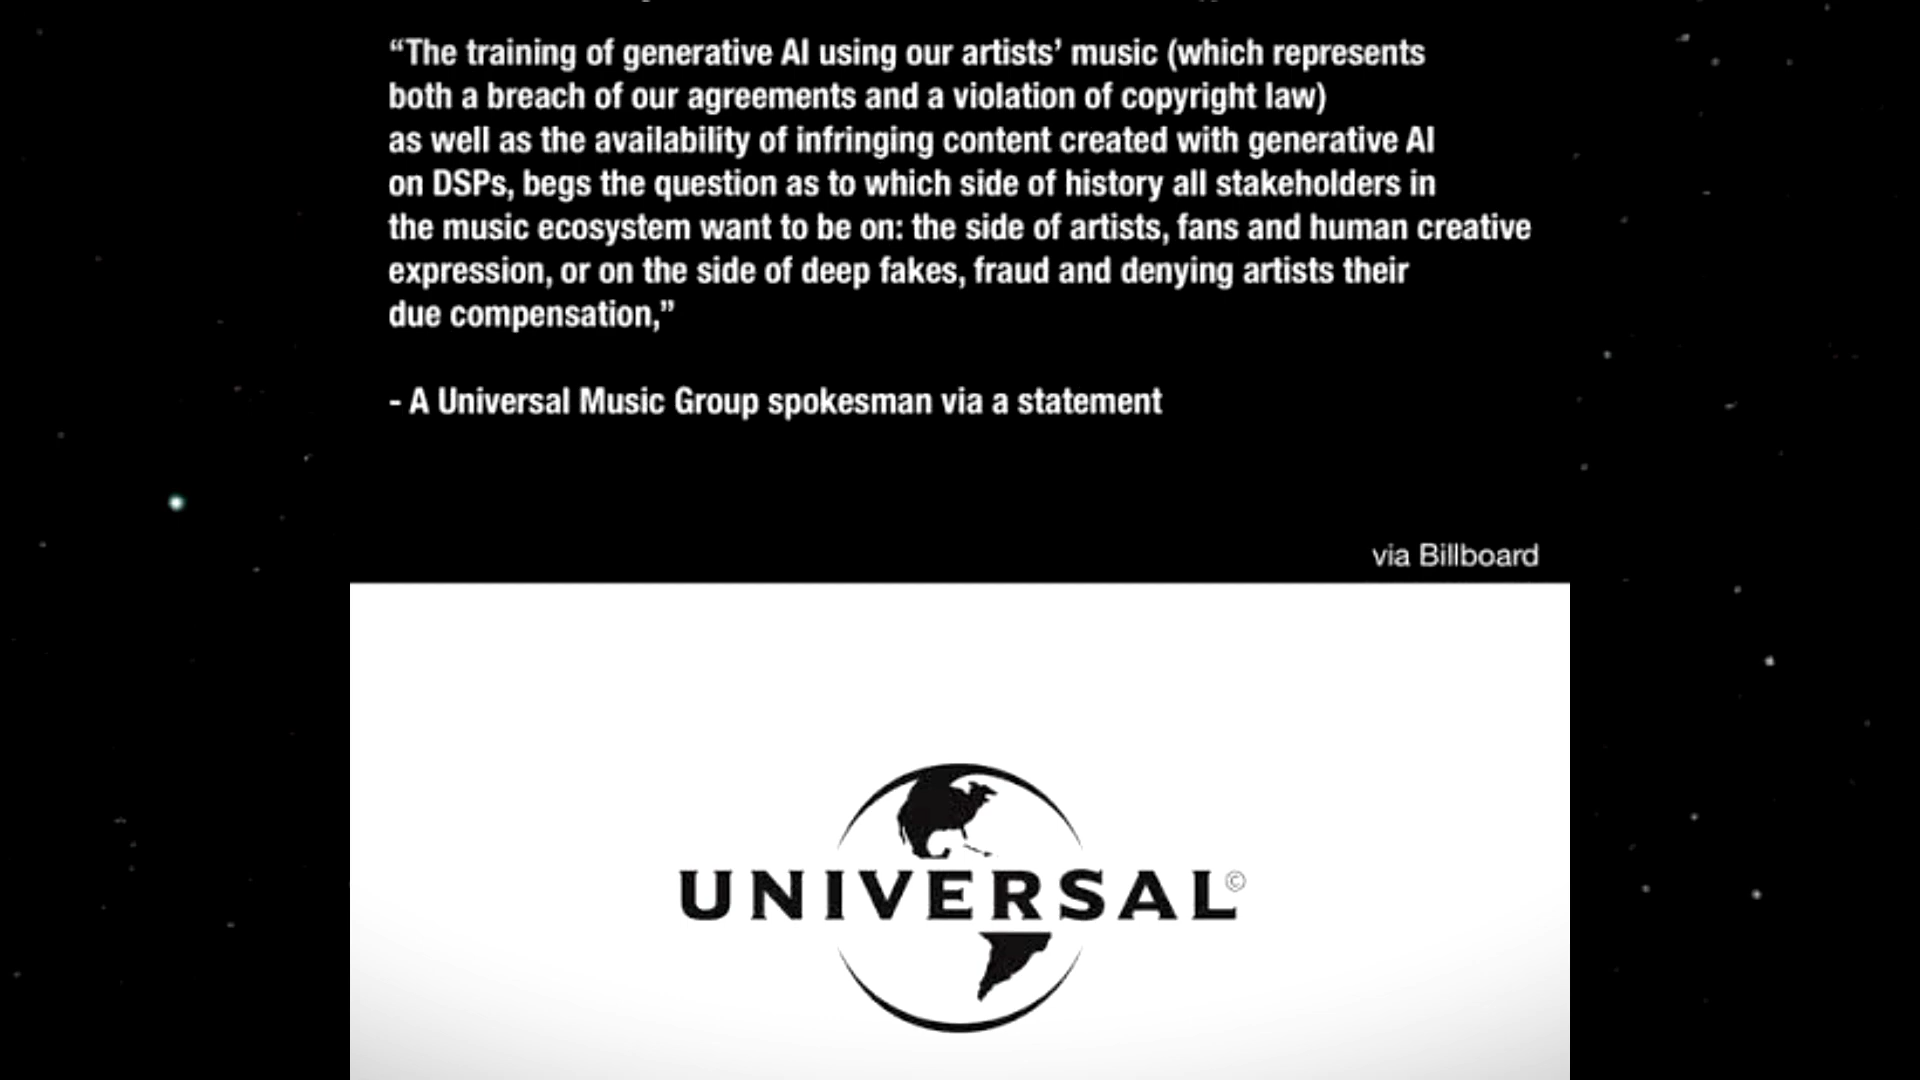 “The training of generative AI using our artists’ music (which represents
both a breach of our agreements and a violation of copyright law)
as well as the availability of infringing content created with generative AI
on DSPs, begs the question as to which side of history all stakeholders in
the music ecosystem want to be on: the side of artists, fans and human creative
expression, or on the side of deep fakes, fraud and denying artists their
due compensation,”
- A Universal Music Group spokesman via a statement
via Billboard
UNIVERSAL©